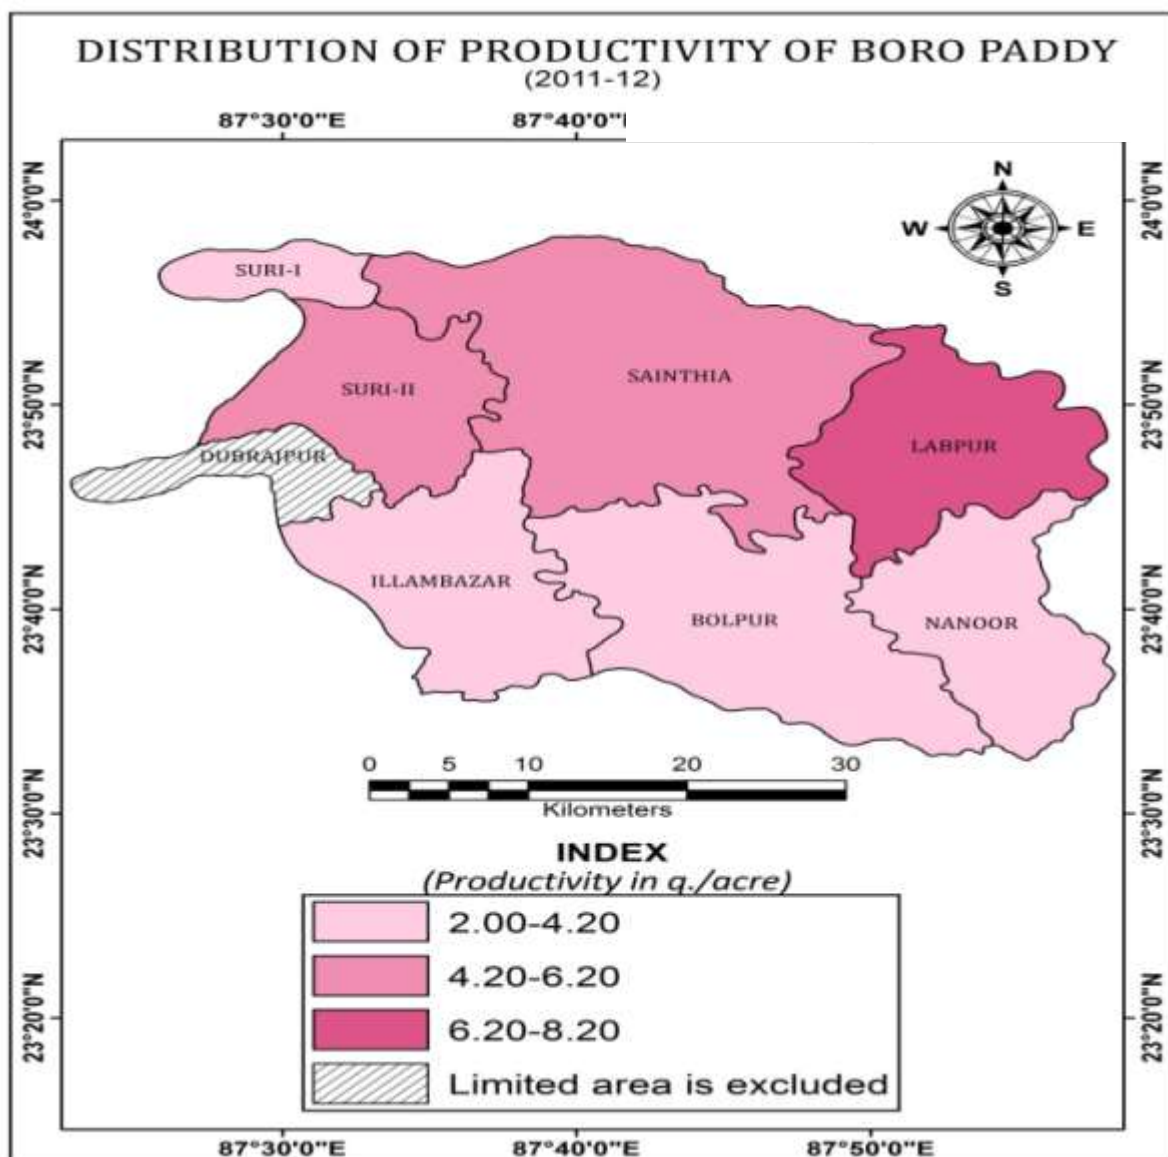 DISTRIBUTION OF PRODUCTIVITY OF BORO PADDY
(2011-12)
87°30'0"E 87°40'0"E
24°0'0"N 24°0'0"N
N
W E
S
SURI-I
SAINTHIA
SURI-II
23°50'0"N 23°50'0"N
LABPUR
DUBRAJPUR
ILLAMBAZAR
23°40'0"N 23°40'0"N
BOLPUR NANOOR
0 5 10 20 30
Kilometers
23°30'0"N 23°30'0"N
INDEX
(Productivity in q./acre)
2.00-4.20
4.20-6.20
23°20'0"N 23°20'0"N
6.20-8.20
Limited area is excluded
87°30'0"E 87°40'0"E 87°50'0"E